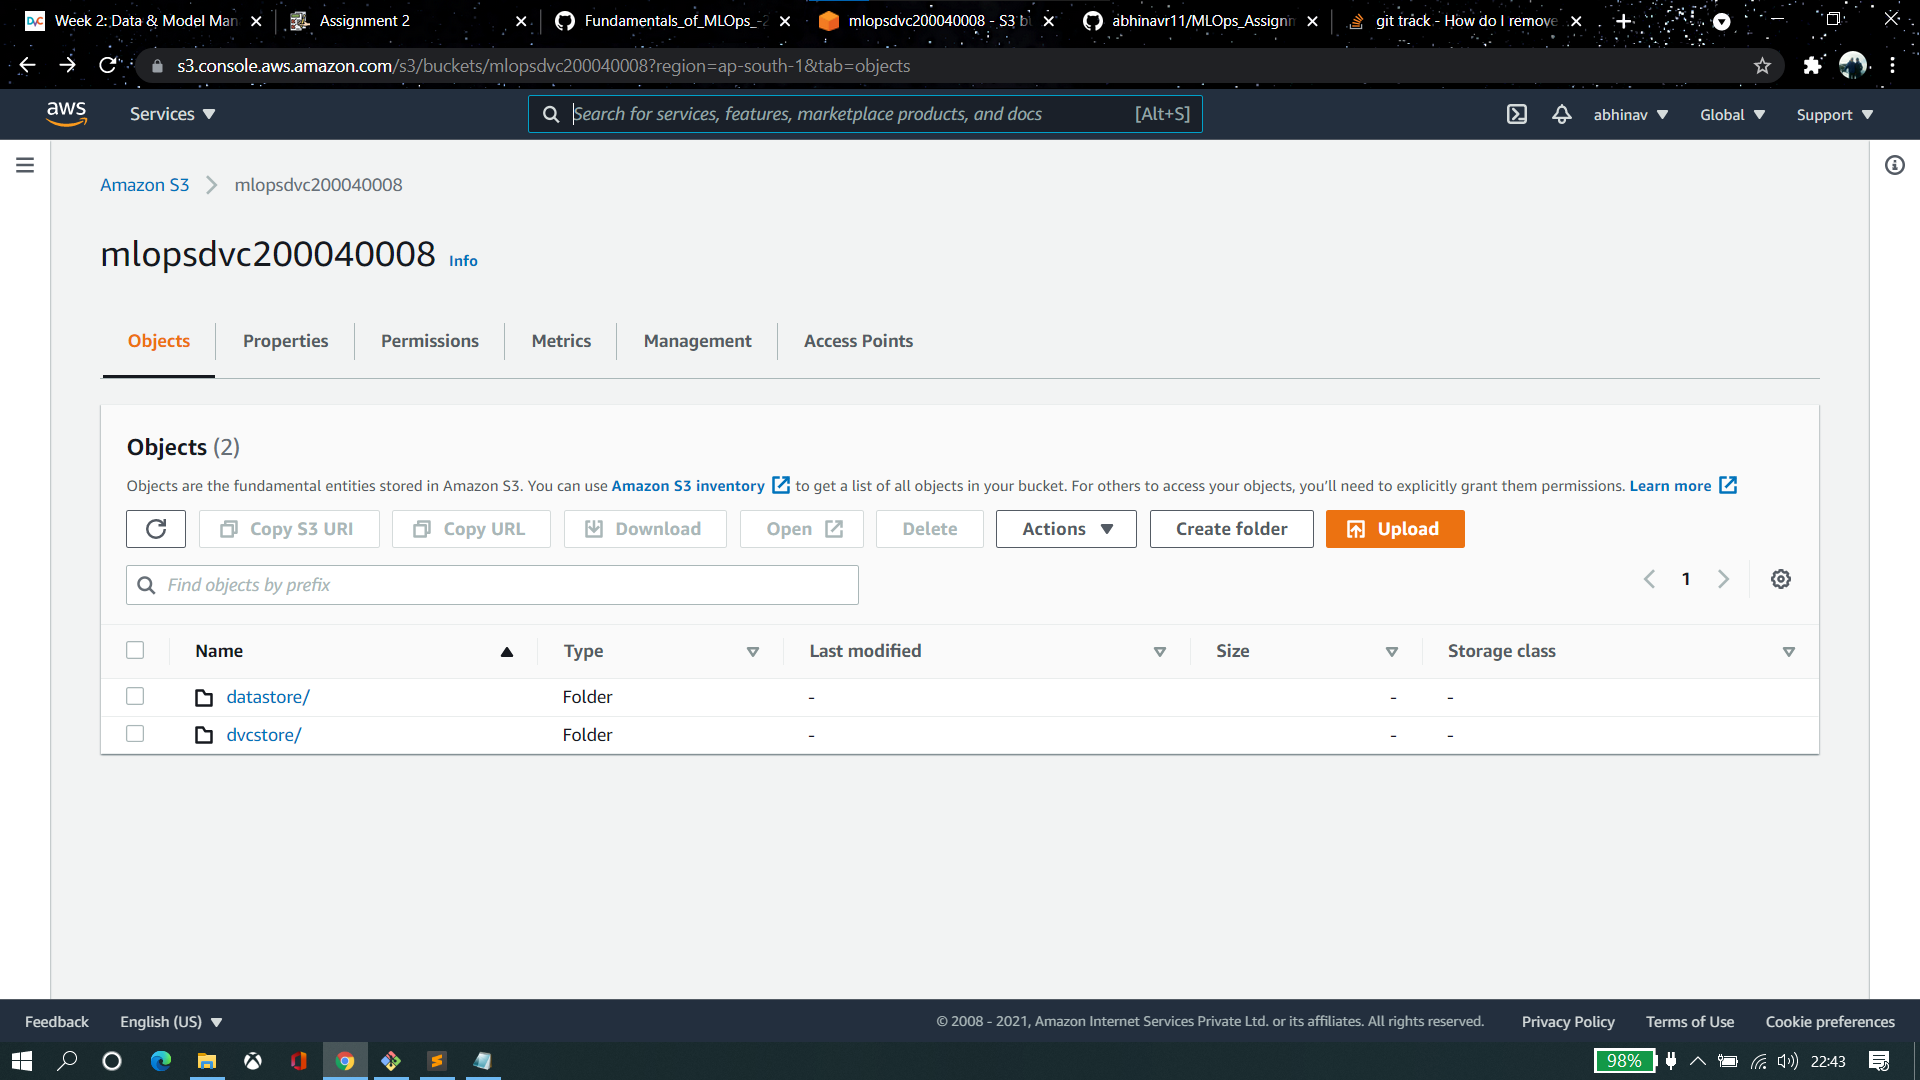 Week 2: Data & Model Man
Assignment 2
Fundamentals_of_MLOps_-2
mlopsdvc200040008 - S3 bu
abhinavr11/MLOps_Assignm
git track - How do I remove
s3.console.aws.amazon.com/s3/buckets/mlopsdvc200040008?region=ap-south-1&tab=objects
aws
Services
Search for services, features, marketplace products, and docs
[Alt+S]
abhinav
Global
Support
Amazon S3
mlopsdvc200040008
mlopsdvc200040008 Info
Objects
Properties
Permissions
Metrics
Management
Access Points
Objects (2)
Objects are the fundamental entities stored in Amazon S3. You can use Amazon S3 inventory to get a list of all objects in your bucket. For others to access your objects, you'll need to explicitly grant them permissions. Learn more
Copy S3 URI
Copy URL
Download
Open
Delete
Actions
Create folder
Upload
Find objects by prefix
1
Name
Type
Last modified
Size
Storage class
datastore/
Folder
-
-
-
dvcstore/
Folder
-
-
-
Feedback
English (US)
© 2008 - 2021, Amazon Internet Services Private Ltd. or its affiliates. All rights reserved.
Privacy Policy
Terms of Use
Cookie preferences
98%
22:43